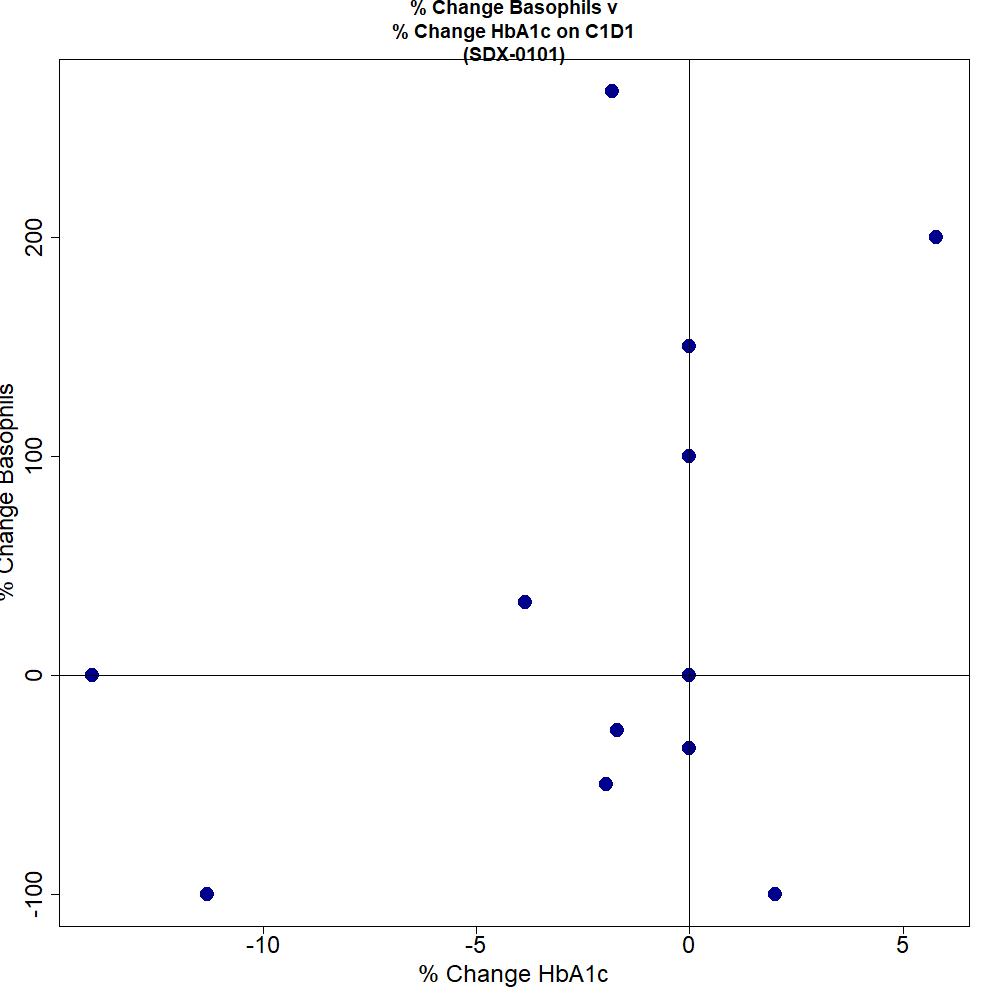 % Change Basophils v
% Change HbA1c on C1D1
(SDX-0101)
% Change Basophils
200
100
0
-100
-10
-5
0
5
% Change HbA1c